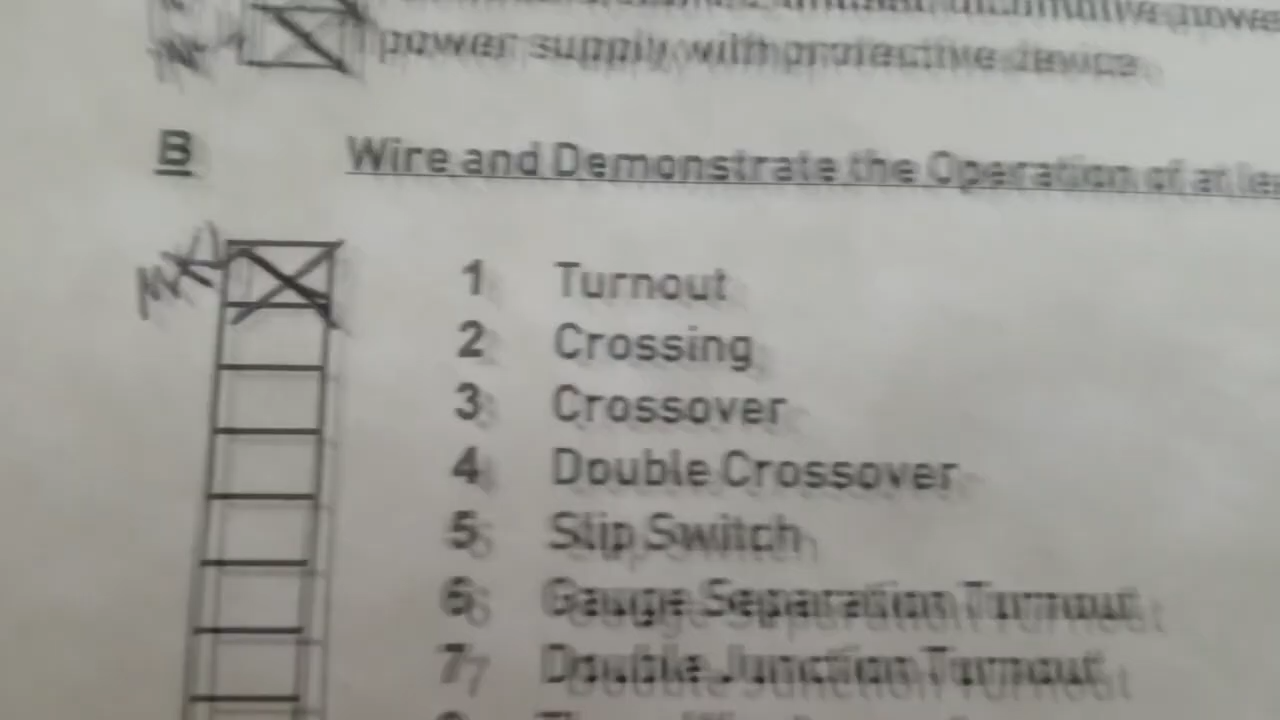 power supply with protective device
B Wire and Demonstrate the Operation of at
1 Turnout
2 Crossing
3 Crossover
4 Double Crossover
5 Slip Switch
6 Gauge Separation Turnout
7 Double Junction Turnout